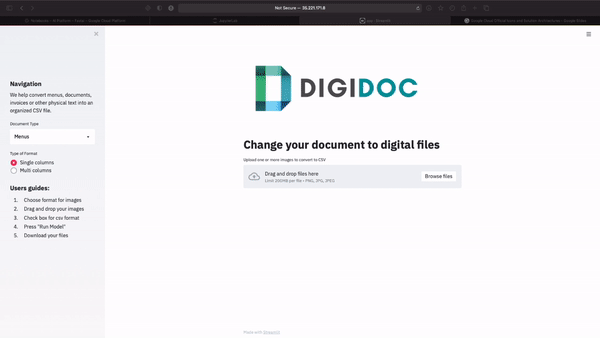 Not Secure — 35.221.171.8
Navigation
We help convert menus, documents,
invoices or other physical text into an
organized CSV file.
Document Type
Menus
Type of Format
Single columns
Multi columns
Users guides:
1. Choose format for images
2. Drag and drop your images
3. Check box for csv format
4. Press "Run Model"
5. Download your files
DIGIDOC
Change your document to digital files
Upload one or more images to convert to CSV
Drag and drop files here
Limit 200MB per file • PNG, JPG, JPEG
Browse files
Made with Streamlit